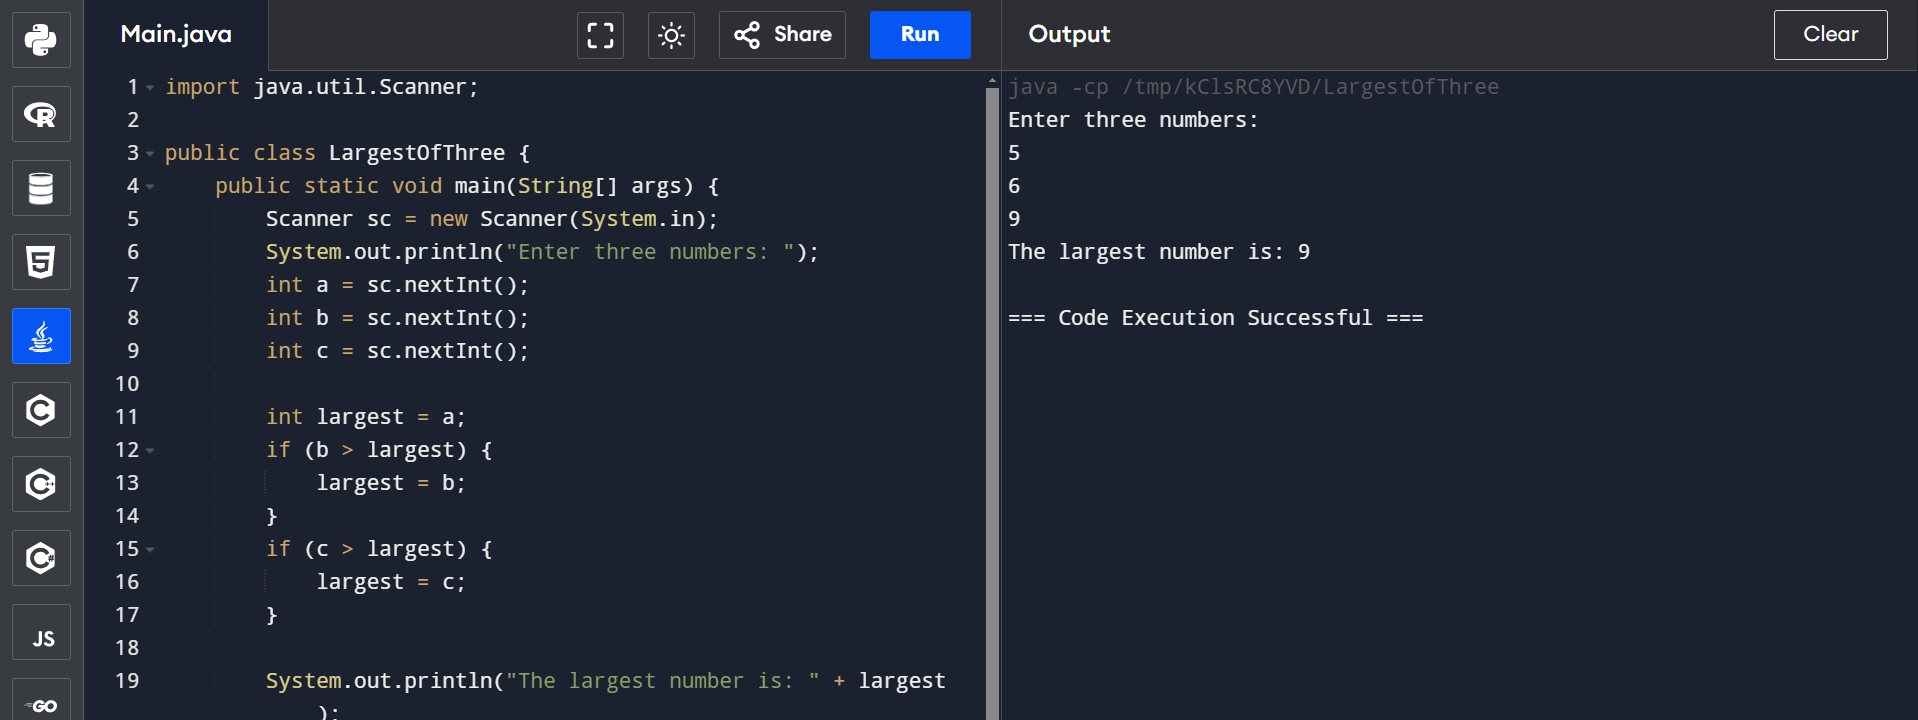 Main.java
Share
Run
Output
Clear
1 import java.util.Scanner;
2
3 public class LargestOfThree {
4     public static void main(String[] args) {
5         Scanner sc = new Scanner(System.in);
6         System.out.println("Enter three numbers: ");
7         int a = sc.nextInt();
8         int b = sc.nextInt();
9         int c = sc.nextInt();
10
11         int largest = a;
12         if (b > largest) {
13             largest = b;
14         }
15         if (c > largest) {
16             largest = c;
17         }
18
19         System.out.println("The largest number is: " + largest
            );
java -cp /tmp/kClsRC8YVD/LargestOfThree
Enter three numbers:
5
6
9
The largest number is: 9
=== Code Execution Successful ===
R
5
C
C++
C#
JS
GO